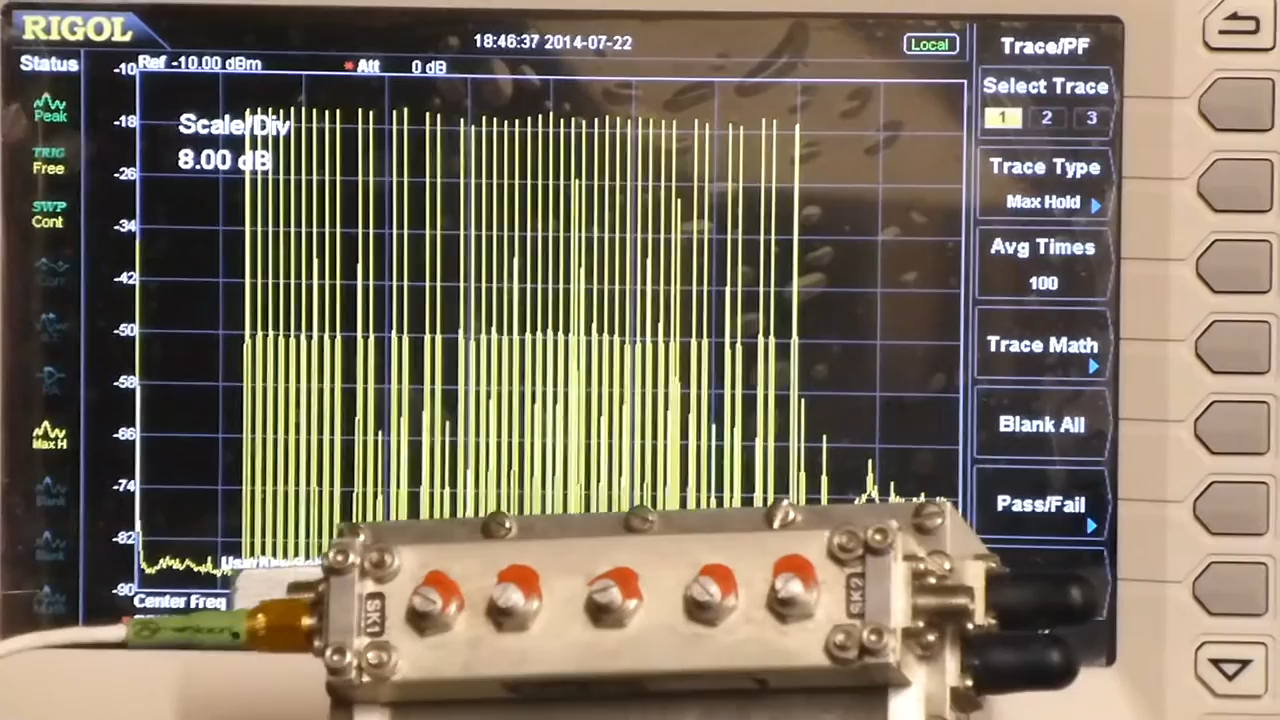 RIGOL
18:46:37 2014-07-22
Local
Trace/PF
Status
Ref -10.00 dBm
*Att 0 dB
Select Trace
1 2 3
Peak
TRIG
Free
SWP
Cont
Max H
Blank
Blank
-10
-18
-26
-34
-42
-50
-58
-66
-74
-82
-90
Scale/Div
8.00 dB
Trace Type
Max Hold
Avg Times
100
Trace Math
Blank All
Pass/Fail
Center Freq
SK1
SK2